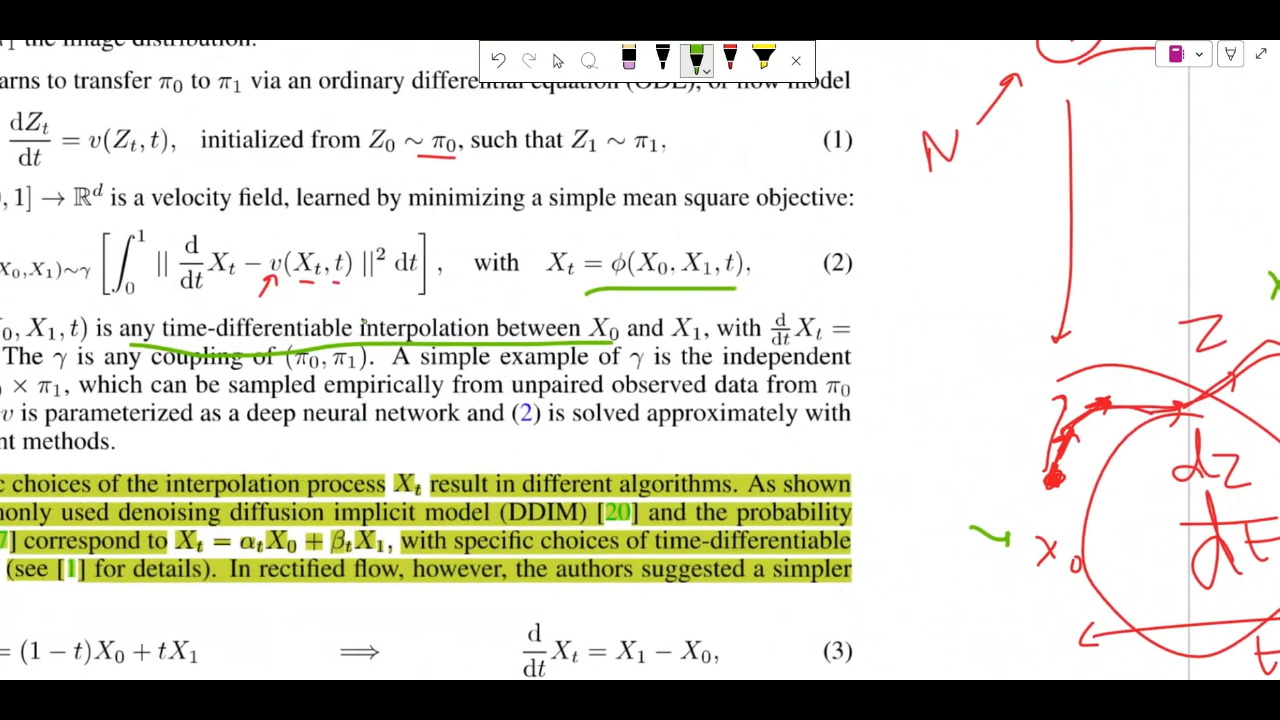 the image distribution.
arns to transfer π₀ to π₁ via an ordinary differential equation (ODE), or flow model
dZₜ/dt = v(Zₜ, t), initialized from Z₀ ∼ π₀, such that Z₁ ∼ π₁, (1)
, 1] → ℝᵈ is a velocity field, learned by minimizing a simple mean square objective:
X₀,X₁)∼γ [∫₀¹ || d/dt Xₜ − v(Xₜ, t) ||² dt], with Xₜ = ϕ(X₀, X₁, t), (2)
₀, X₁, t) is any time-differentiable interpolation between X₀ and X₁, with d/dt Xₜ =
The γ is any coupling of (π₀, π₁). A simple example of γ is the independent
× π₁, which can be sampled empirically from unpaired observed data from π₀
v is parameterized as a deep neural network and (2) is solved approximately with
nt methods.
c choices of the interpolation process Xₜ result in different algorithms. As shown
monly used denoising diffusion implicit model (DDIM) [20] and the probability
7] correspond to Xₜ = αₜX₀ + βₜX₁, with specific choices of time-differentiable
(see [1] for details). In rectified flow, however, the authors suggested a simpler
= (1 − t)X₀ + tX₁ ⟹ d/dt Xₜ = X₁ − X₀, (3)
N
Z
dz/dt
X₀
t